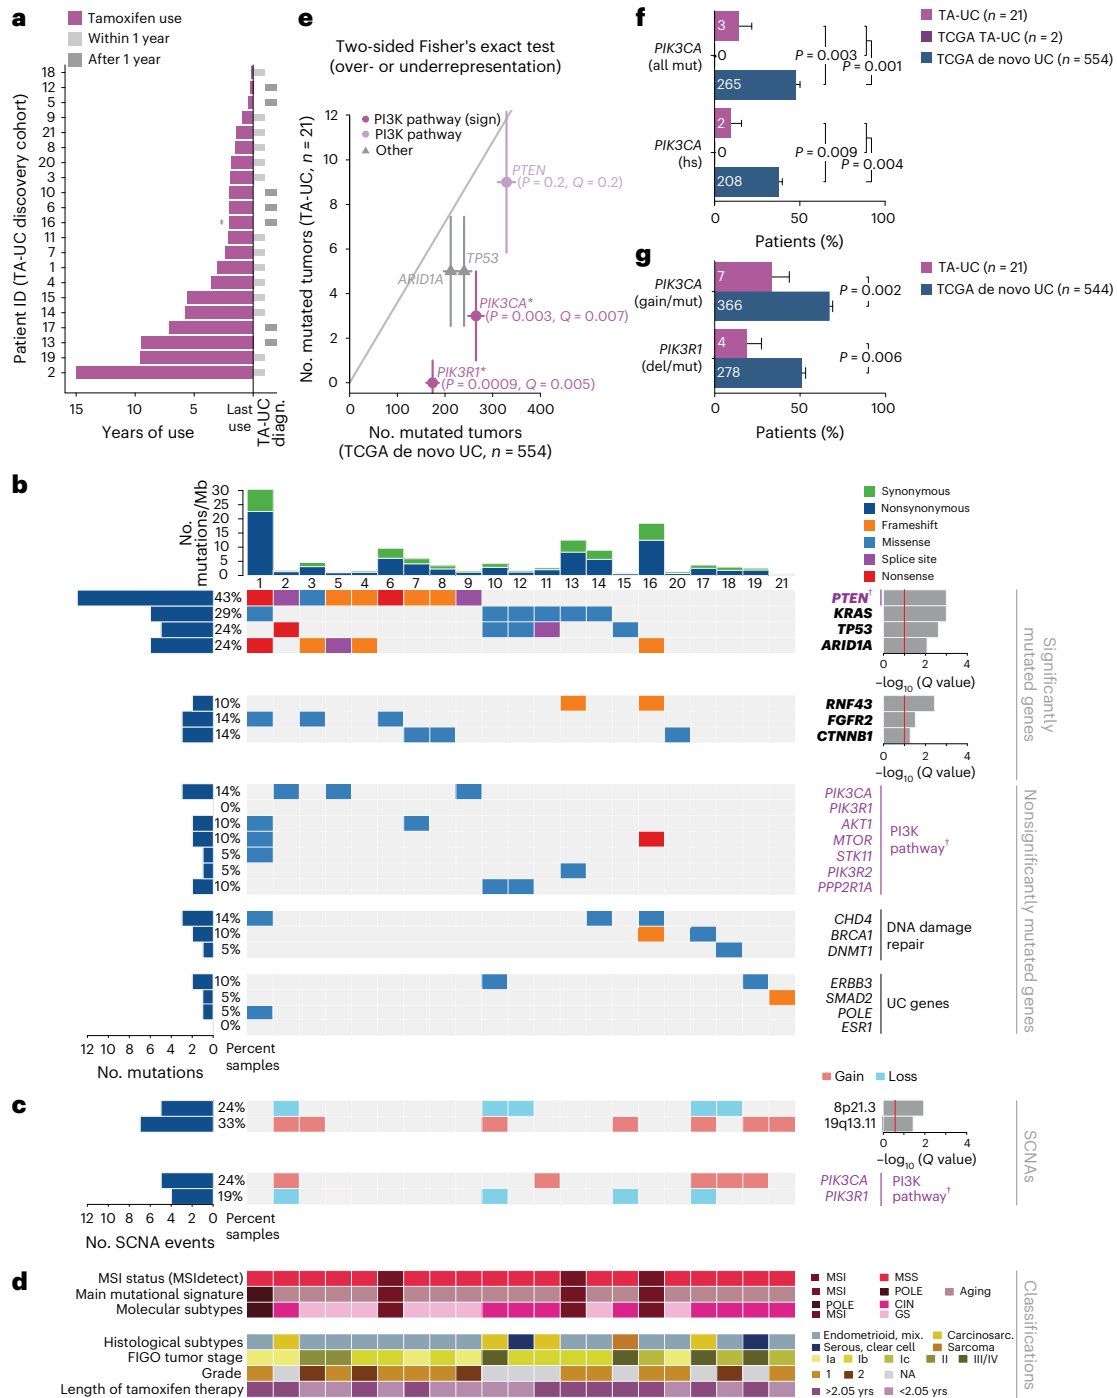 a
Tamoxifen use
Within 1 year
After 1 year
Patient ID (TA-UC discovery cohort)
18
12
5
9
21
8
20
3
10
6
16
11
7
1
4
15
14
17
13
19
2
15 10 5 Last use
Years of use
TA-UC diagn.
e
Two-sided Fisher's exact test
(over- or underrepresentation)
No. mutated tumors (TA-UC, n = 21)
12
10
8
6
4
2
0
PI3K pathway (sign)
PI3K pathway
Other
PTEN
(P = 0.2, Q = 0.2)
TP53
ARID1A
PIK3CA*
(P = 0.003, Q = 0.007)
PIK3R1*
(P = 0.0009, Q = 0.005)
0 100 200 300 400
No. mutated tumors
(TCGA de novo UC, n = 554)
f
TA-UC (n = 21)
TCGA TA-UC (n = 2)
TCGA de novo UC (n = 554)
PIK3CA
(all mut)
3
0
265
P = 0.003
P = 0.001
PIK3CA
(hs)
2
0
208
P = 0.009
P = 0.004
0 50 100
Patients (%)
g
TA-UC (n = 21)
TCGA de novo UC (n = 544)
PIK3CA
(gain/mut)
7
366
P = 0.002
PIK3R1
(del/mut)
4
278
P = 0.006
0 50 100
Patients (%)
b
No. mutations/Mb
30
25
20
15
10
5
0
Synonymous
Nonsynonymous
Frameshift
Missense
Splice site
Nonsense
1 2 3 5 4 6 7 8 9 10 12 11 13 14 15 16 20 17 18 19 21
43% PTEN†
29% KRAS
24% TP53
24% ARID1A
0 2 4
–log10 (Q value)
10% RNF43
14% FGFR2
14% CTNNB1
0 2 4
–log10 (Q value)
Significantly mutated genes
14% PIK3CA
0% PIK3R1
10% AKT1
10% MTOR
5% STK11
5% PIK3R2
10% PPP2R1A
PI3K pathway†
14% CHD4
10% BRCA1
5% DNMT1
DNA damage repair
10% ERBB3
5% SMAD2
5% POLE
0% ESR1
UC genes
Nonsignificantly mutated genes
12 10 8 6 4 2 0
No. mutations
Percent samples
c
Gain Loss
24% 8p21.3
33% 19q13.11
0 2 4
–log10 (Q value)
24% PIK3CA
19% PIK3R1
PI3K pathway†
SCNAs
12 10 8 6 4 2 0
No. SCNA events
Percent samples
d
MSI status (MSIdetect)
Main mutational signature
Molecular subtypes
MSI MSS
MSI POLE Aging
POLE CIN
MSI GS
Histological subtypes
FIGO tumor stage
Grade
Length of tamoxifen therapy
Endometrioid, mix. Carcinosarc.
Serous, clear cell Sarcoma
Ia Ib Ic II III/IV
1 2 NA
>2.05 yrs <2.05 yrs
Classifications